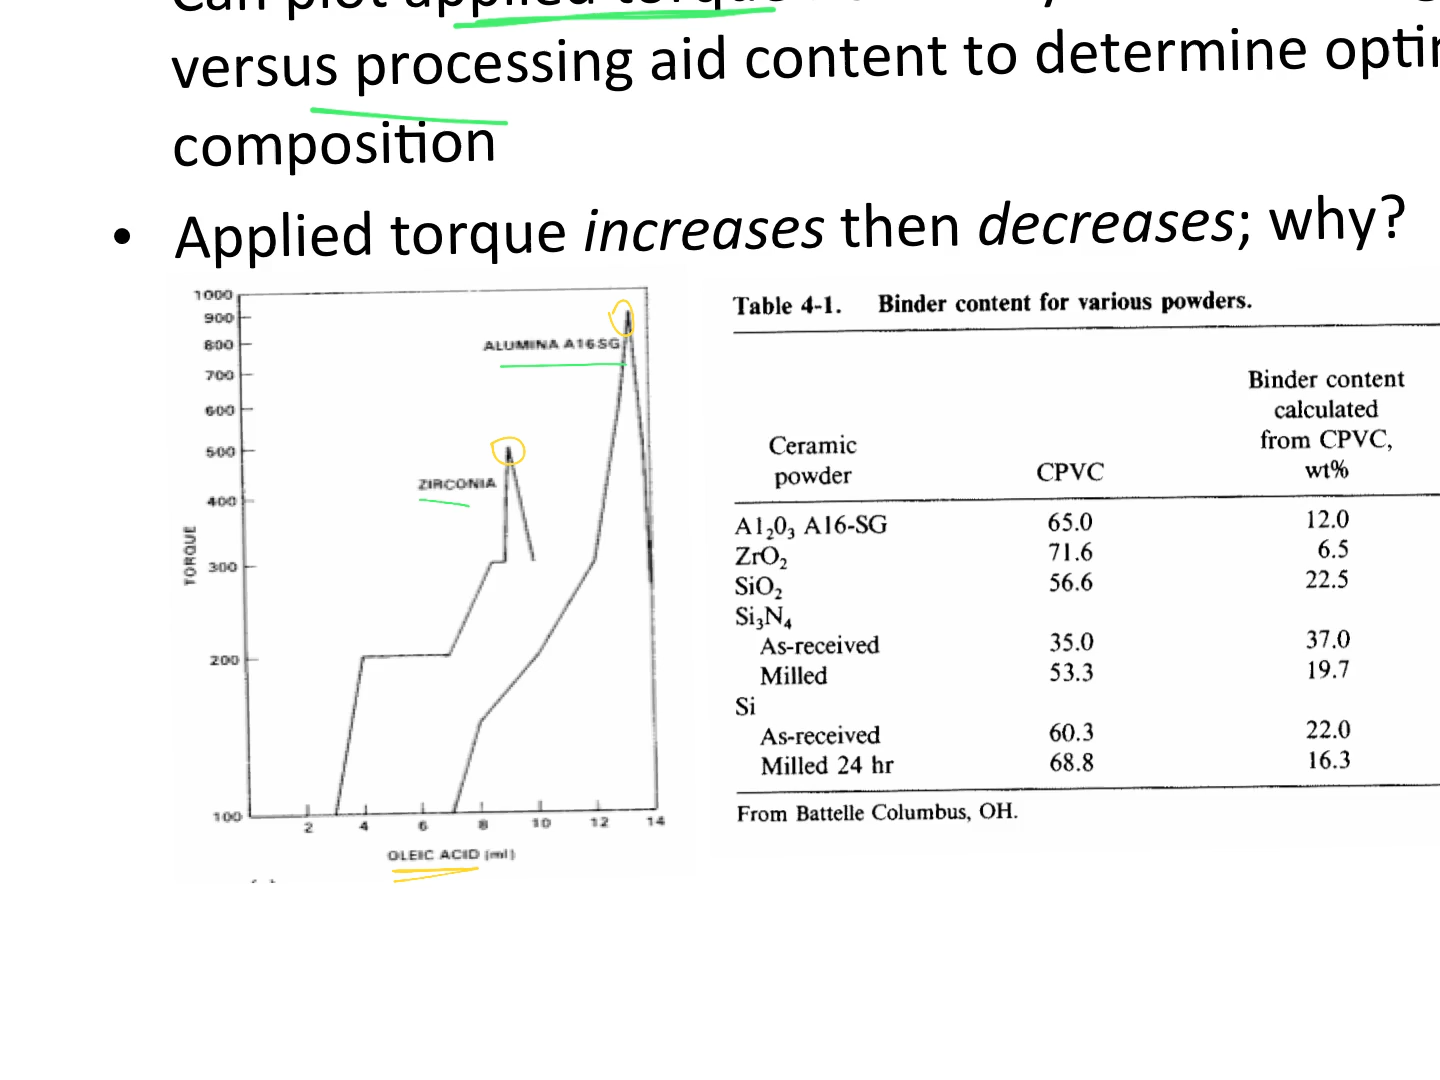 Can plot applied torque
versus processing aid content to determine
composition
• Applied torque increases then decreases; why?
1000
900
800
700
600
500
400
300
200
100
TORQUE
ALUMINA A16SG
ZIRCONIA
2 4 6 8 10 12 14
OLEIC ACID (ml)
Table 4-1. Binder content for various powders.
Binder content
calculated
Ceramic from CPVC,
powder CPVC wt%
Al₂0₃ A16-SG 65.0 12.0
ZrO₂ 71.6 6.5
SiO₂ 56.6 22.5
Si₃N₄
As-received 35.0 37.0
Milled 53.3 19.7
Si
As-received 60.3 22.0
Milled 24 hr 68.8 16.3
From Battelle Columbus, OH.